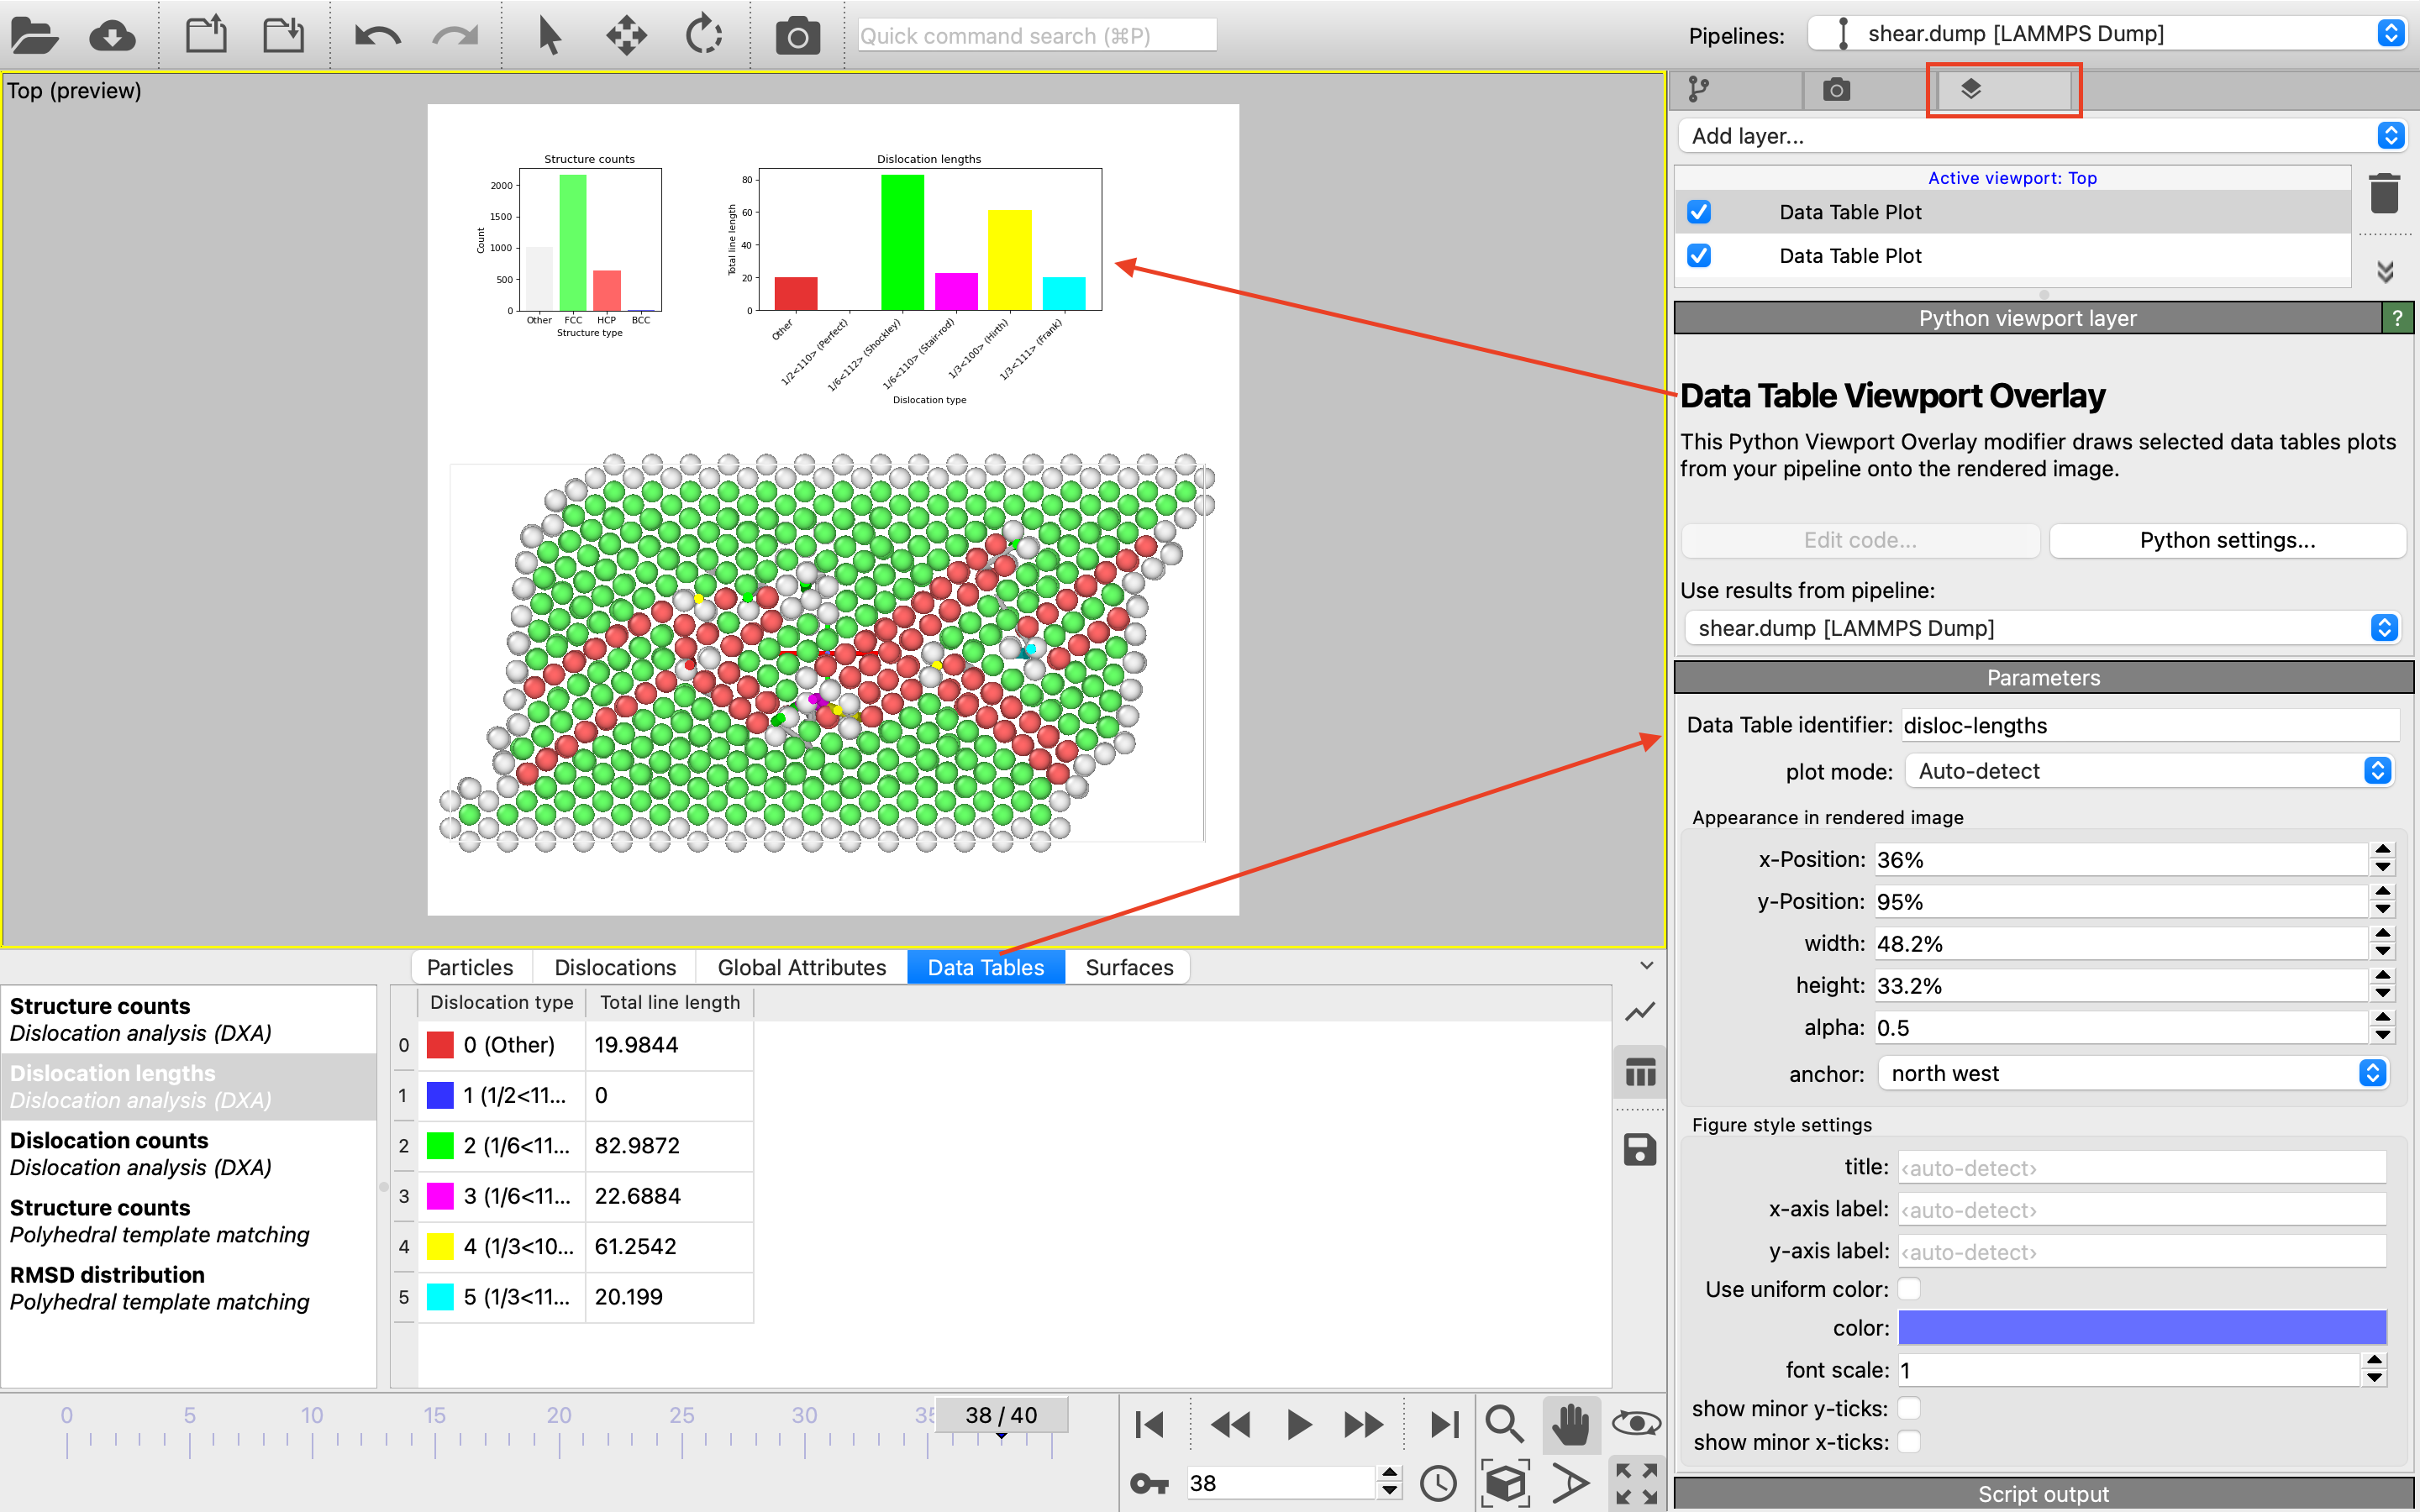 Quick command search (⌘P)
Pipelines:
shear.dump [LAMMPS Dump]
Top (preview)
Add layer...
Active viewport: Top
Data Table Plot
Data Table Plot
Python viewport layer
?
Data Table Viewport Overlay
This Python Viewport Overlay modifier draws selected data tables plots
from your pipeline onto the rendered image.
Edit code...
Python settings...
Use results from pipeline:
shear.dump [LAMMPS Dump]
Parameters
Data Table identifier: disloc-lengths
plot mode: Auto-detect
Appearance in rendered image
x-Position: 36%
y-Position: 95%
width: 48.2%
height: 33.2%
alpha: 0.5
anchor: north west
Figure style settings
title: ‹auto-detect›
x-axis label: ‹auto-detect›
y-axis label: ‹auto-detect›
Use uniform color:
color:
font scale: 1
show minor y-ticks:
show minor x-ticks:
Script output
Structure counts
2000
1500
1000
500
0
Count
Other FCC HCP BCC
Structure type
Dislocation lengths
80
60
40
20
0
Total line length
Other
1/2<110> (Perfect)
1/6<112> (Shockley)
1/6<110> (Stair-rod)
1/3<100> (Hirth)
1/3<111> (Frank)
Dislocation type
Particles
Dislocations
Global Attributes
Data Tables
Surfaces
Structure counts
Dislocation analysis (DXA)
Dislocation lengths
Dislocation analysis (DXA)
Dislocation counts
Dislocation analysis (DXA)
Structure counts
Polyhedral template matching
RMSD distribution
Polyhedral template matching
Dislocation type Total line length
0 0 (Other) 19.9844
1 1 (1/2<11... 0
2 2 (1/6<11... 82.9872
3 3 (1/6<11... 22.6884
4 4 (1/3<10... 61.2542
5 5 (1/3<11... 20.199
0 5 10 15 20 25 30 35
38 / 40
38